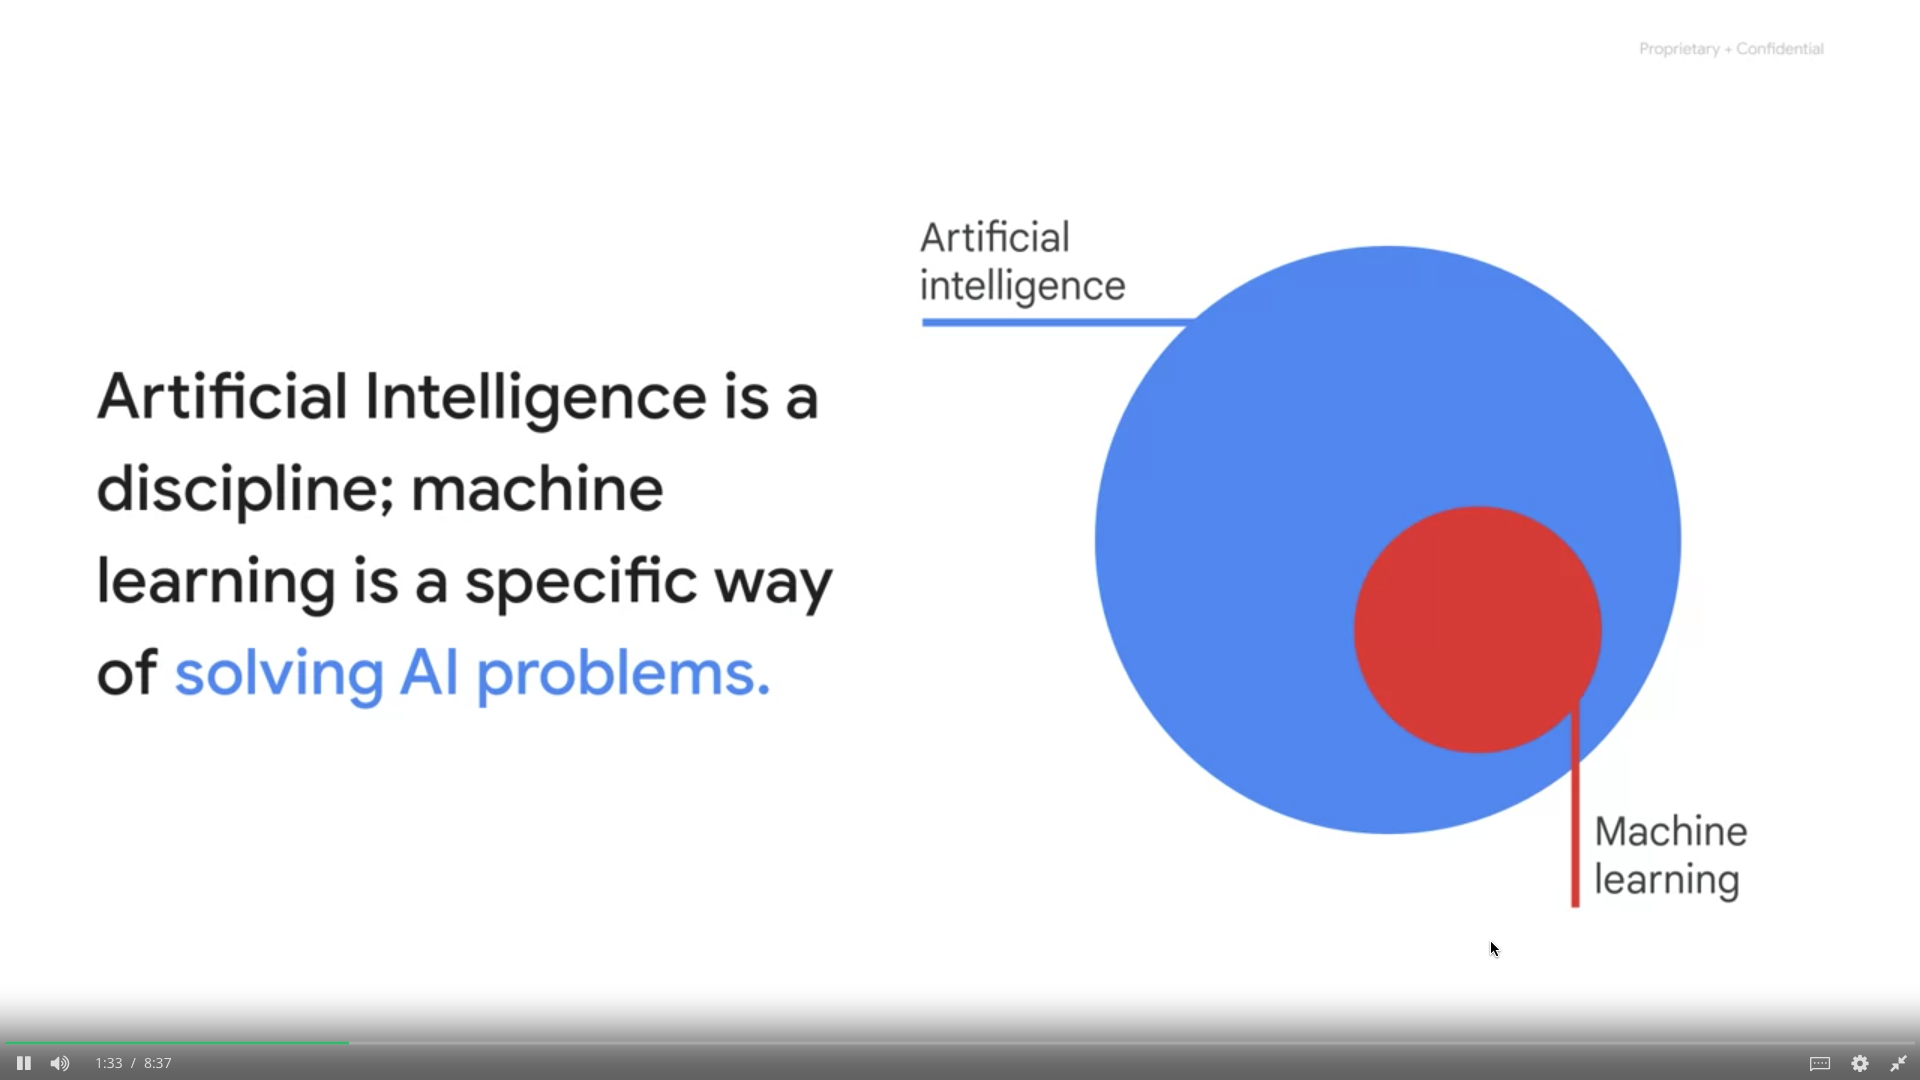 Proprietary + Confidential
Artificial
intelligence
Artificial Intelligence is a
discipline; machine
learning is a specific way
of solving AI problems.
Machine
learning
1:33 / 8:37